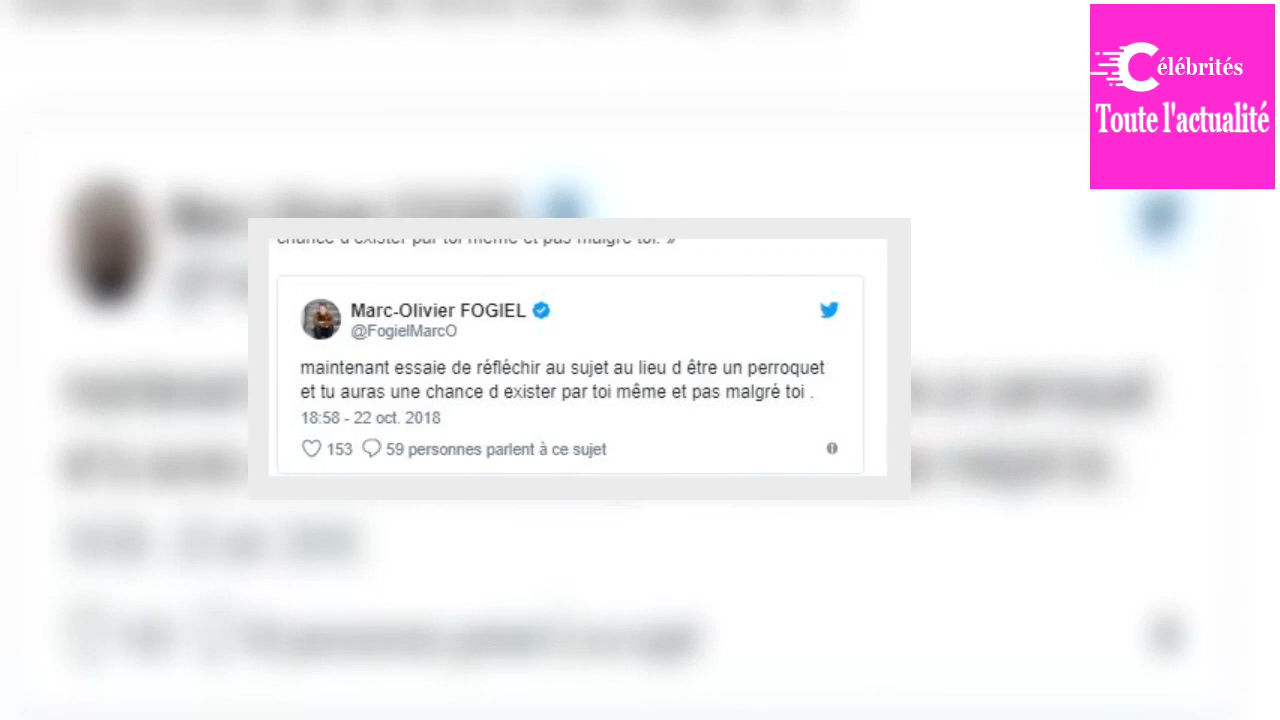 Célébrités
Toute l'actualité
chance d'exister par toi même et pas malgré toi. »
Marc-Olivier FOGIEL
@FogielMarcO
maintenant essaie de réfléchir au sujet au lieu d être un perroquet
et tu auras une chance d exister par toi même et pas malgré toi .
18:58 - 22 oct. 2018
153 59 personnes parlent à ce sujet